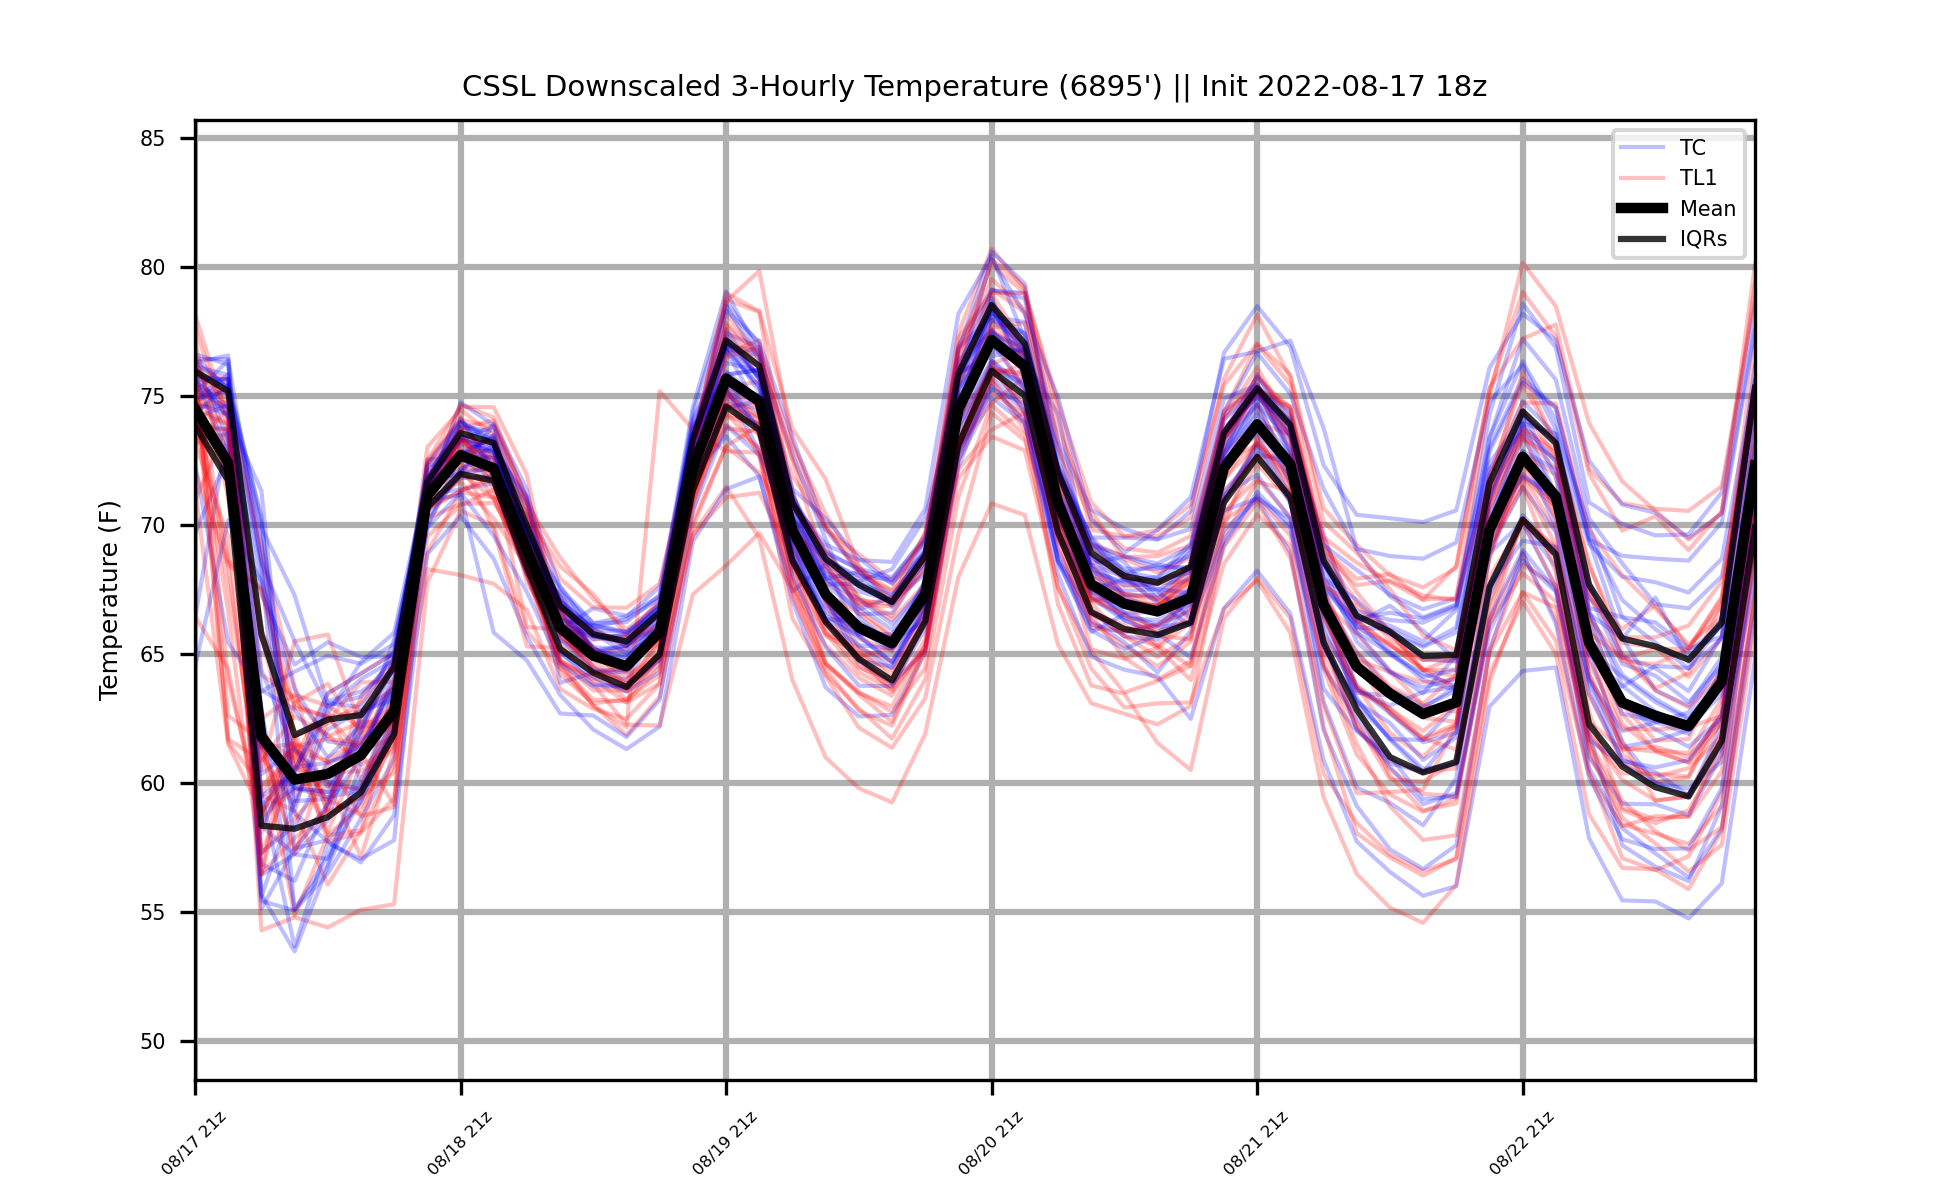 CSSL Downscaled 3-Hourly Temperature (6895') || Init 2022-08-17 18z
TC
TL1
Mean
IQRs
Temperature (F)
85
80
75
70
65
60
55
50
08/17 21z
08/18 21z
08/19 21z
08/20 21z
08/21 21z
08/22 21z